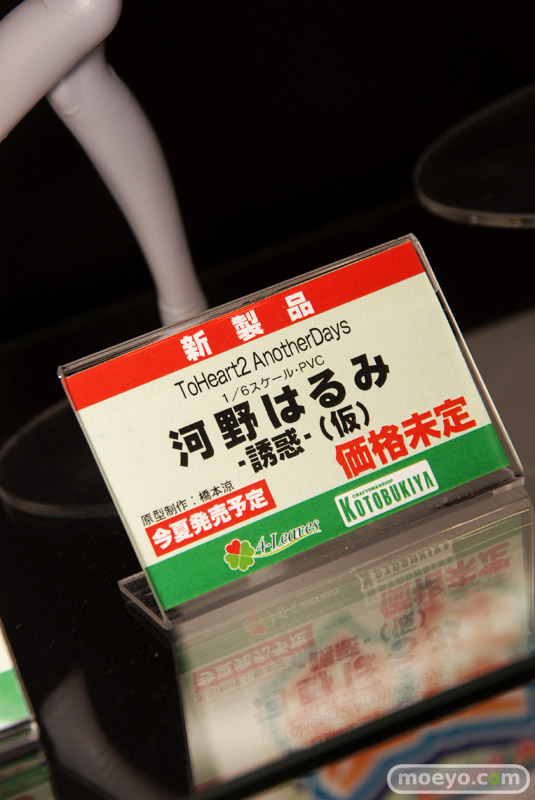 新製品
ToHeart2 AnotherDays
1/6スケール・PVC
河野はるみ
-誘惑-(仮)
価格未定
原型制作：橋本涼
今夏発売予定
4-Leaves
CRAFTSMANSHIP
KOTOBUKIYA
moeyo.com